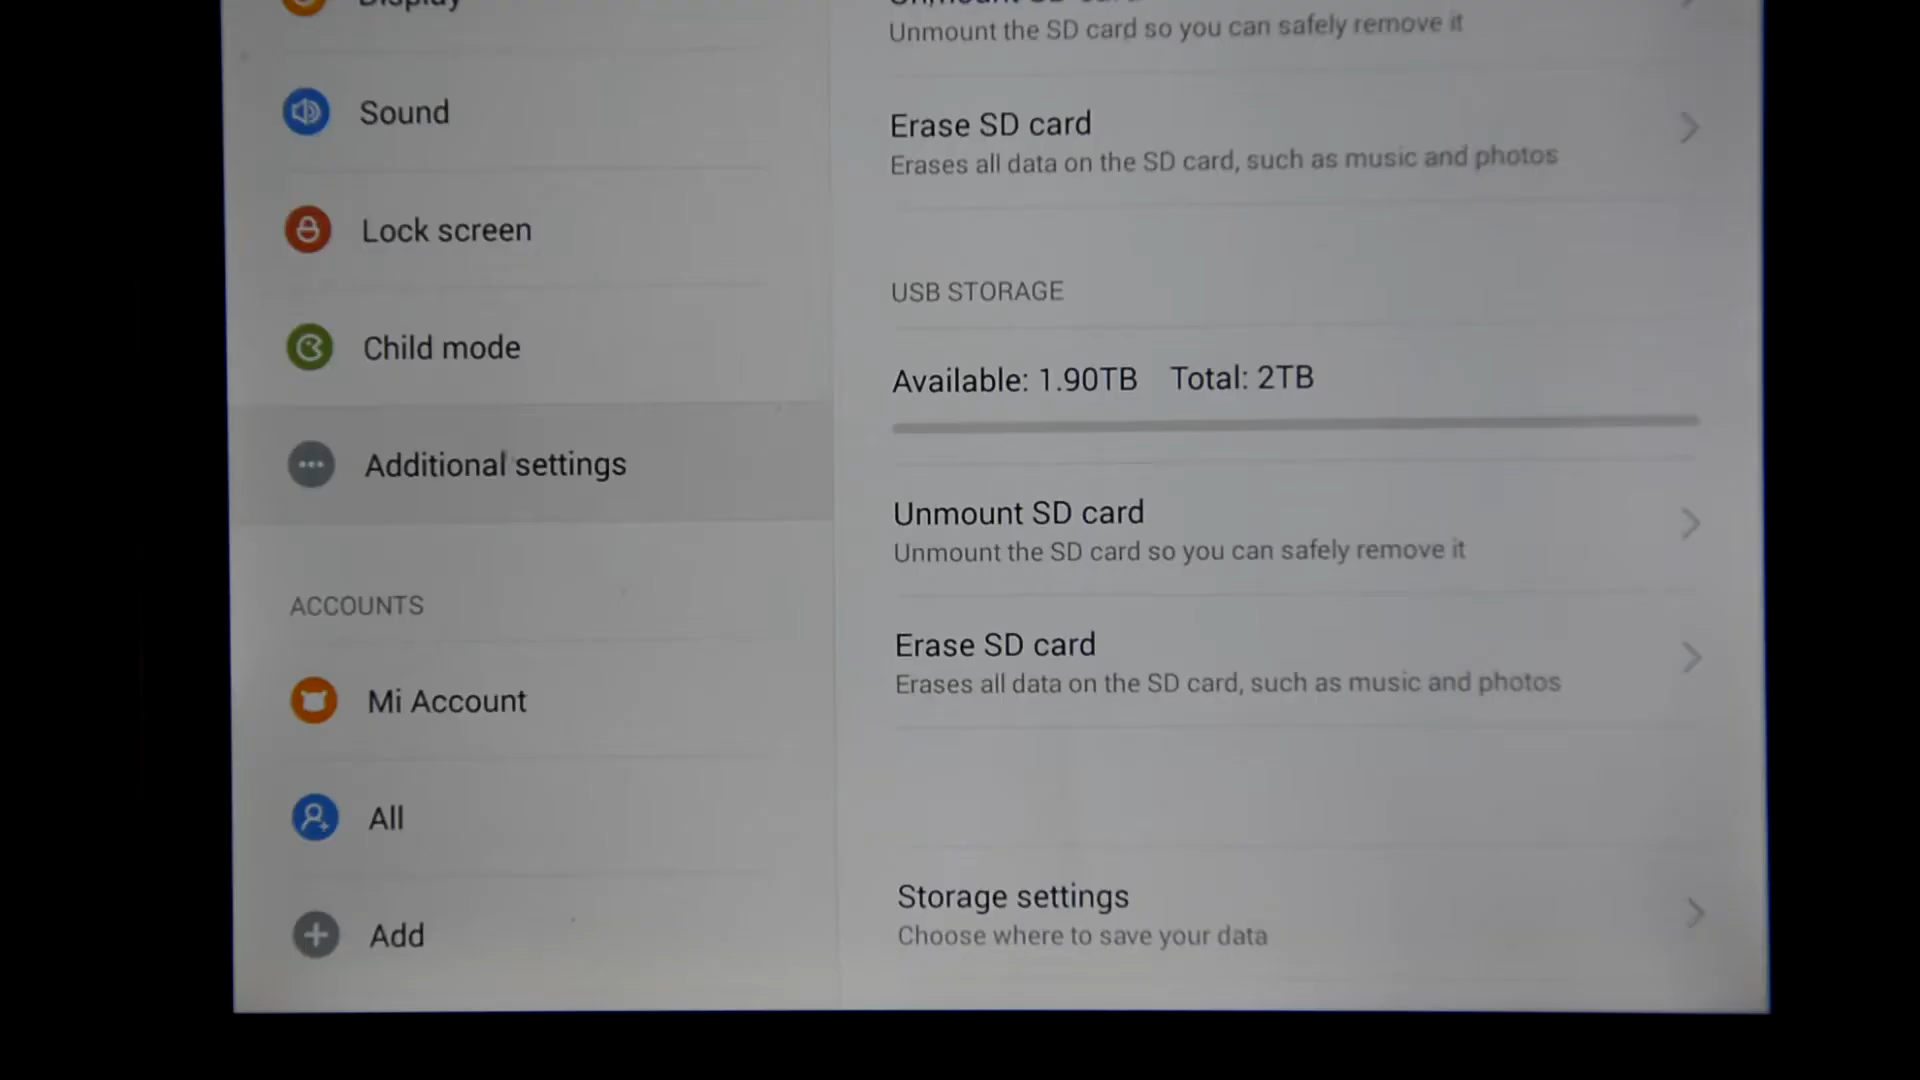 Display
Sound
Lock screen
Child mode
Additional settings
ACCOUNTS
Mi Account
All
Add
Unmount SD card
Unmount the SD card so you can safely remove it
Erase SD card
Erases all data on the SD card, such as music and photos
USB STORAGE
Available: 1.90TB Total: 2TB
Unmount SD card
Unmount the SD card so you can safely remove it
Erase SD card
Erases all data on the SD card, such as music and photos
Storage settings
Choose where to save your data